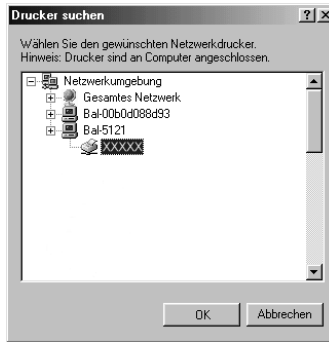 Drucker suchen
Wählen Sie den gewünschten Netzwerkdrucker.
Hinweis: Drucker sind an Computer angeschlossen.
Netzwerkumgebung
Gesamtes Netzwerk
Bal-00b0d088d93
Bal-5121
XXXXX
OK Abbrechen